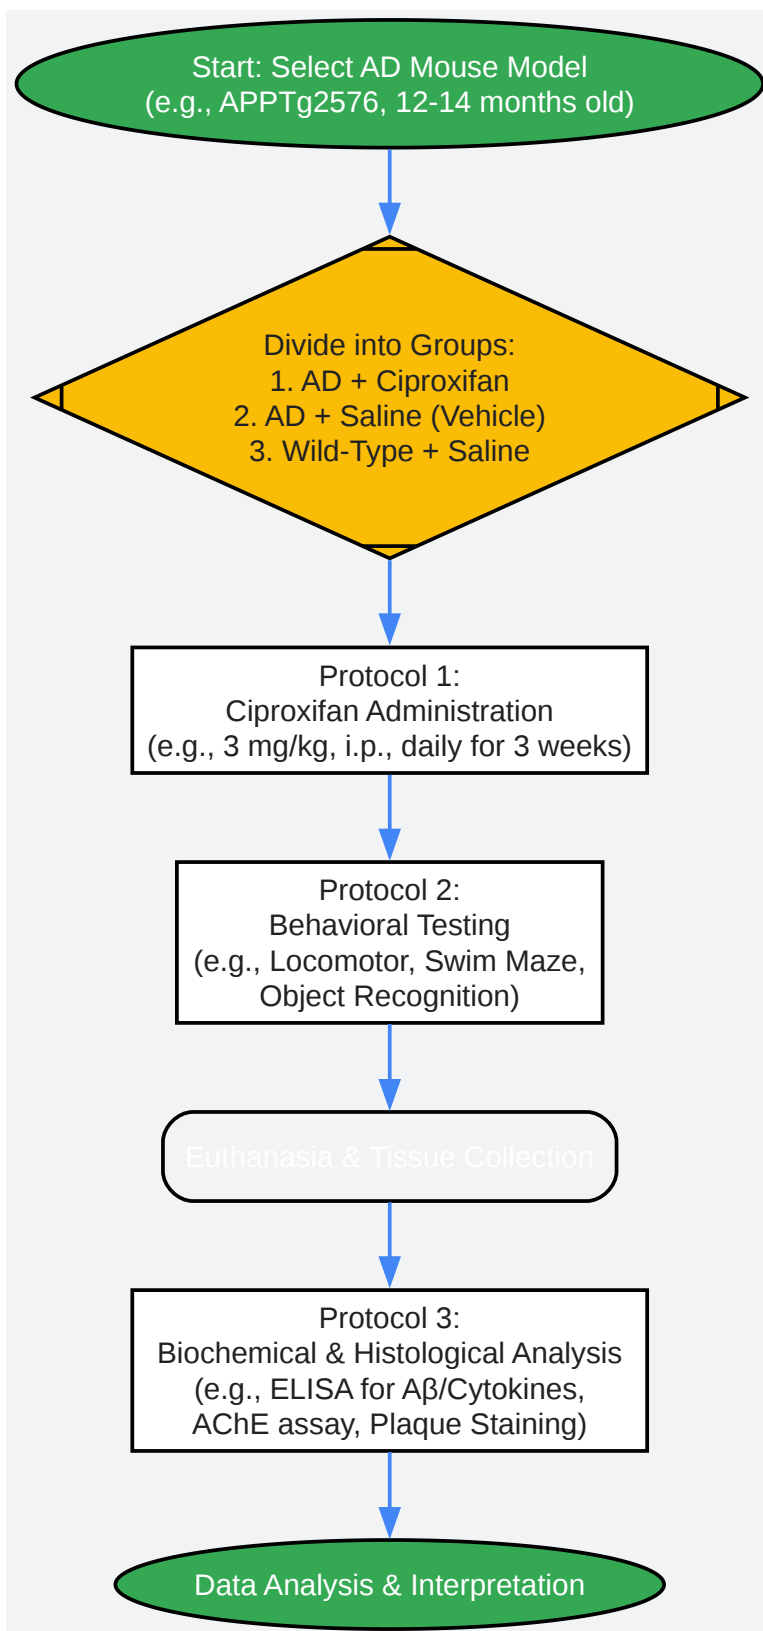 Start: Select AD Mouse Model
(e.g., APPTg2576, 12-14 months old)
Divide into Groups:
1. AD + Ciproxifan
2. AD + Saline (Vehicle)
3. Wild-Type + Saline
Protocol 1:
Ciproxifan Administration
(e.g., 3 mg/kg, i.p., daily for 3 weeks)
Protocol 2:
Behavioral Testing
(e.g., Locomotor, Swim Maze,
Object Recognition)
Euthanasia & Tissue Collection
Protocol 3:
Biochemical & Histological Analysis
(e.g., ELISA for Aβ/Cytokines,
AChE assay, Plaque Staining)
Data Analysis & Interpretation